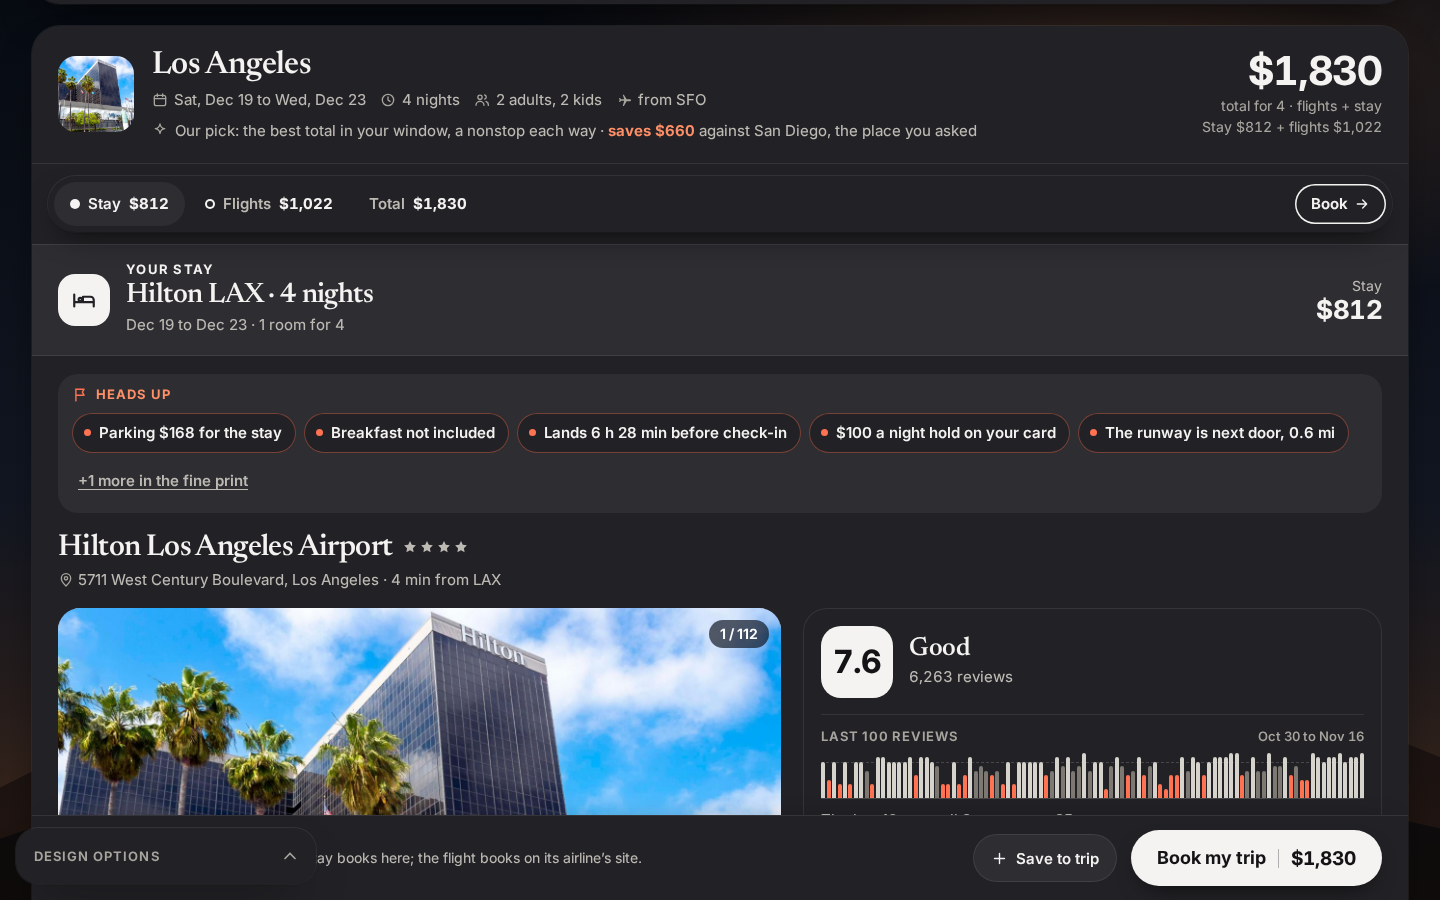 Los Angeles
$1,830
Sat, Dec 19 to Wed, Dec 23 4 nights 2 adults, 2 kids from SFO
total for 4 · flights + stay
Our pick: the best total in your window, a nonstop each way · saves $660 against San Diego, the place you asked
Stay $812 + flights $1,022
Stay $812 Flights $1,022 Total $1,830 Book →
YOUR STAY
Hilton LAX · 4 nights
Dec 19 to Dec 23 · 1 room for 4
Stay
$812
HEADS UP
Parking $168 for the stay
Breakfast not included
Lands 6 h 28 min before check-in
$100 a night hold on your card
The runway is next door, 0.6 mi
+1 more in the fine print
Hilton Los Angeles Airport
5711 West Century Boulevard, Los Angeles · 4 min from LAX
Hilton
1 / 112
7.6
Good
6,263 reviews
LAST 100 REVIEWS
Oct 30 to Nov 16
DESIGN OPTIONS
books here; the flight books on its airline’s site.
Save to trip
Book my trip $1,830